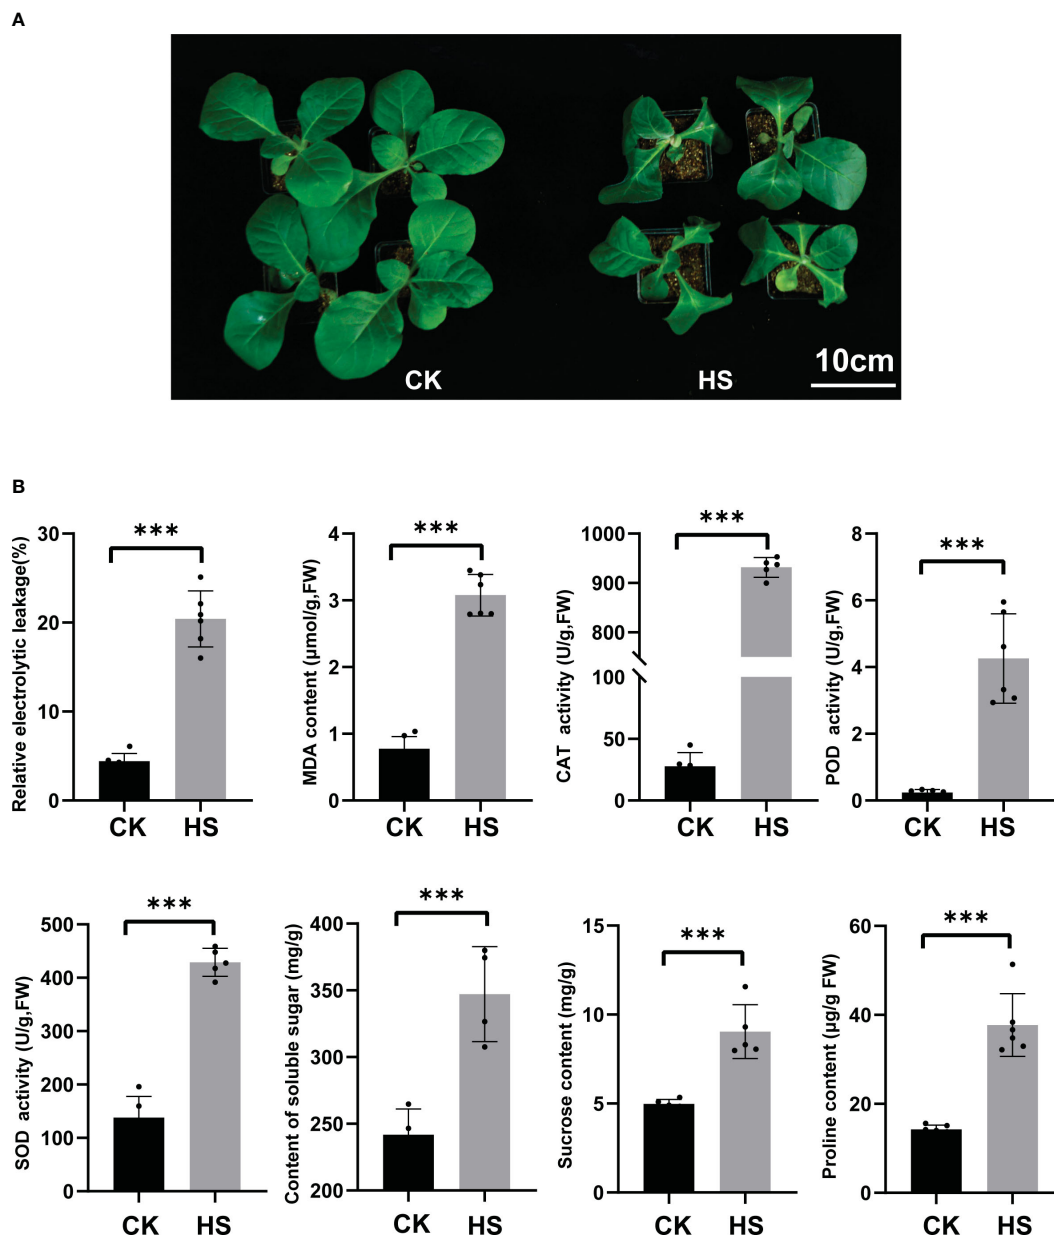 A
CK
HS
10cm
B
Relative electrolytic leakage(%)
30
20
10
0
***
CK
HS
MDA content (μmol/g,FW)
4
3
2
1
0
***
CK
HS
CAT activity (U/g,FW)
1000
900
800
100
50
0
***
CK
HS
POD activity (U/g,FW)
8
6
4
2
0
***
CK
HS
SOD activity (U/g,FW)
500
400
300
200
100
0
***
CK
HS
Content of soluble sugar (mg/g)
400
350
300
250
200
***
CK
HS
Sucrose content (mg/g)
15
10
5
0
***
CK
HS
Proline content (μg/g FW)
60
40
20
0
***
CK
HS